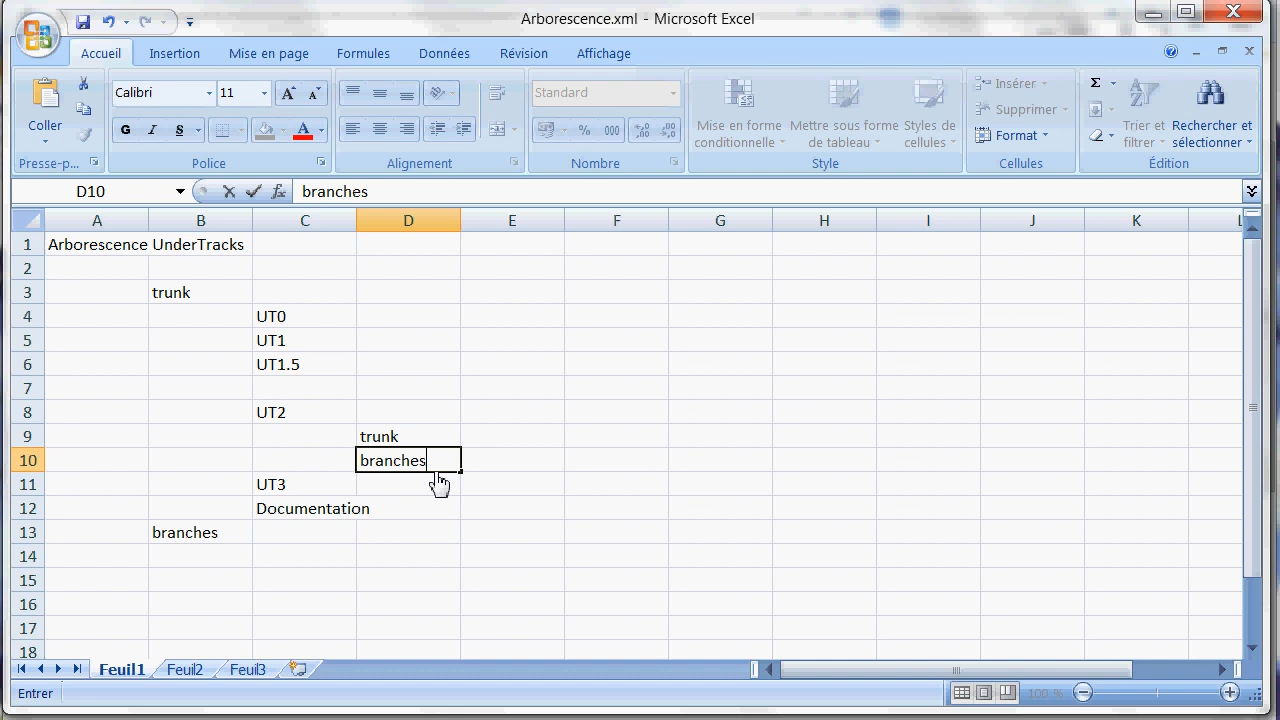 Arborescence.xml - Microsoft Excel
Accueil Insertion Mise en page Formules Données Révision Affichage
Coller
Presse-p...
Calibri 11
G I S A
Police
Alignement
Standard
% 000
Nombre
Mise en forme conditionnelle
Mettre sous forme de tableau
Styles de cellules
Style
Insérer
Supprimer
Format
Cellules
Σ
Trier et filtrer
Rechercher et sélectionner
Édition
D10 fx branches
A B C D E F G H I J K L
1 Arborescence UnderTracks
2
3 trunk
4 UT0
5 UT1
6 UT1.5
7
8 UT2
9 trunk
10 branches
11 UT3
12 Documentation
13 branches
14
15
16
17
18
Feuil1 Feuil2 Feuil3
Entrer 100 %